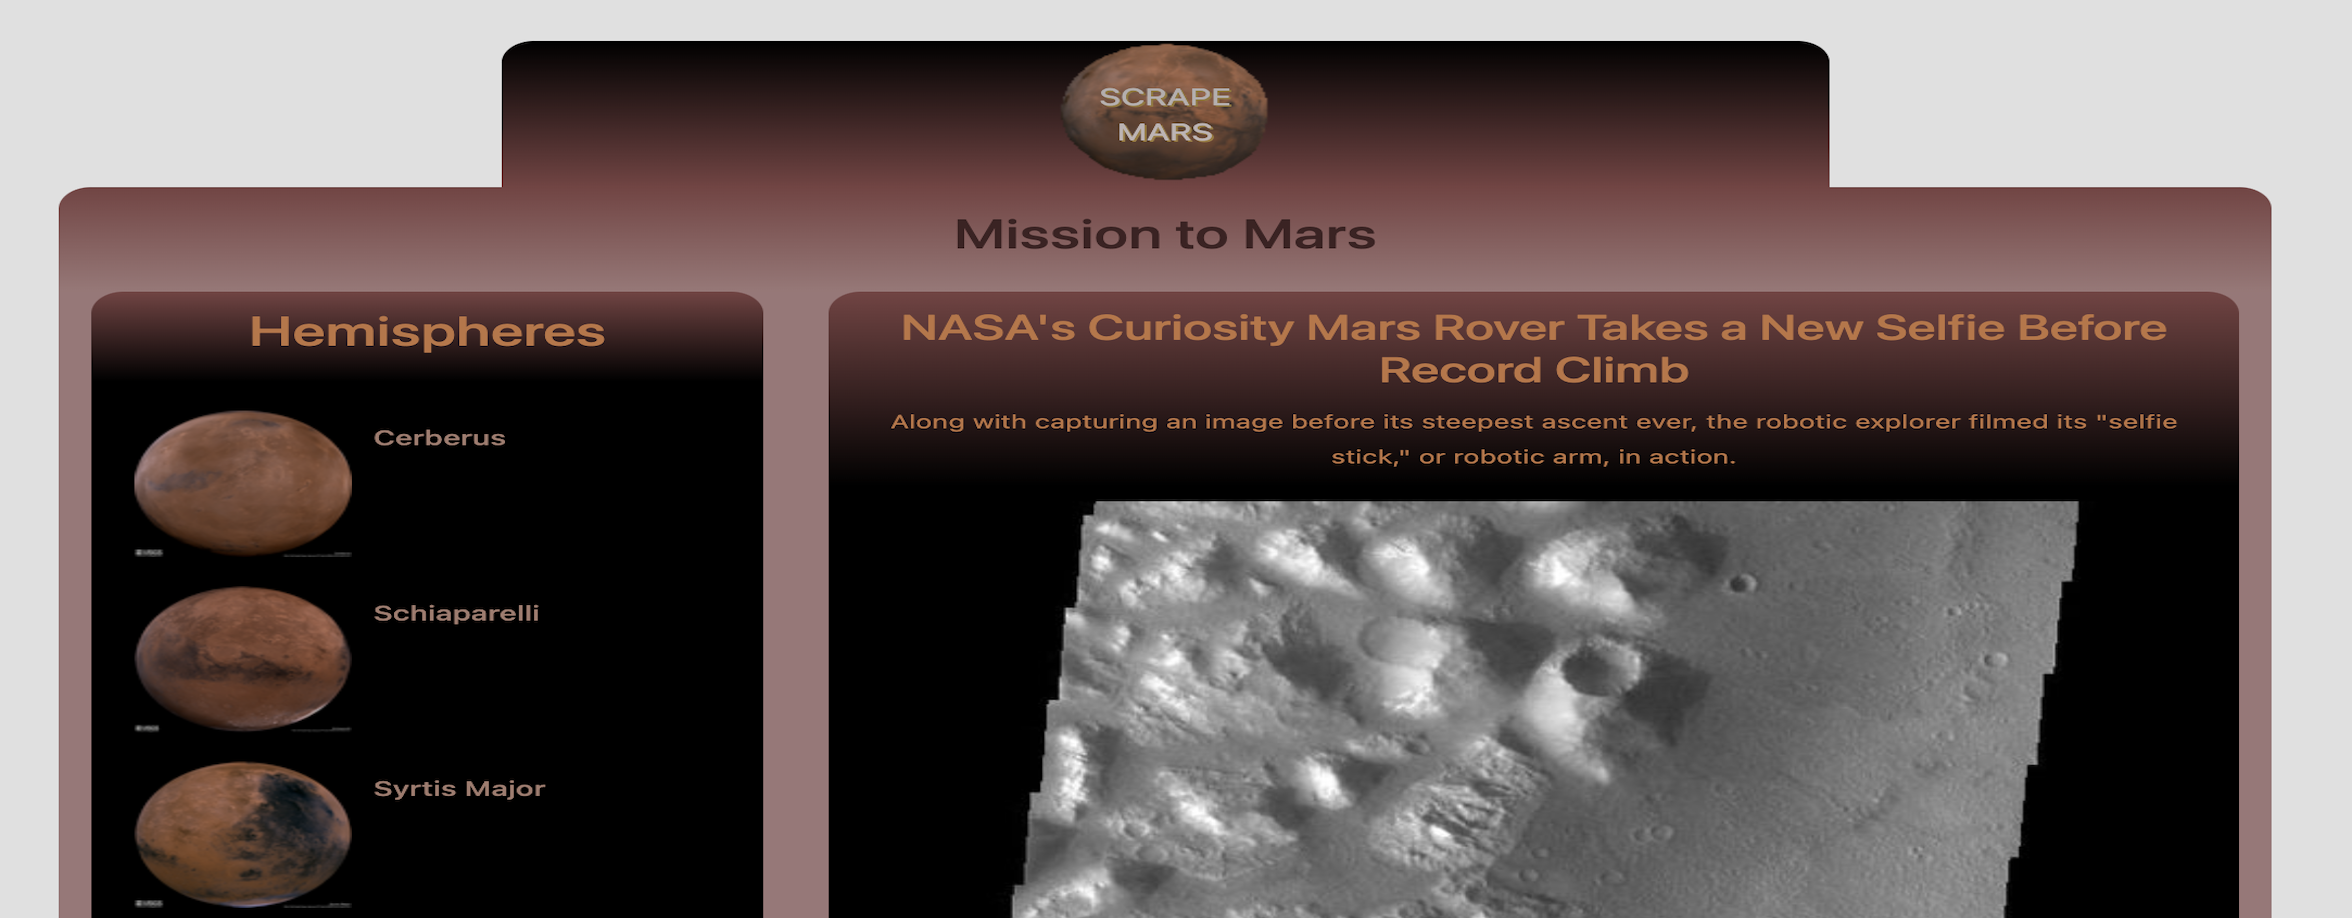 SCRAPE
MARS
Mission to Mars
Hemispheres
Cerberus
Schiaparelli
Syrtis Major
NASA's Curiosity Mars Rover Takes a New Selfie Before
Record Climb
Along with capturing an image before its steepest ascent ever, the robotic explorer filmed its "selfie
stick," or robotic arm, in action.